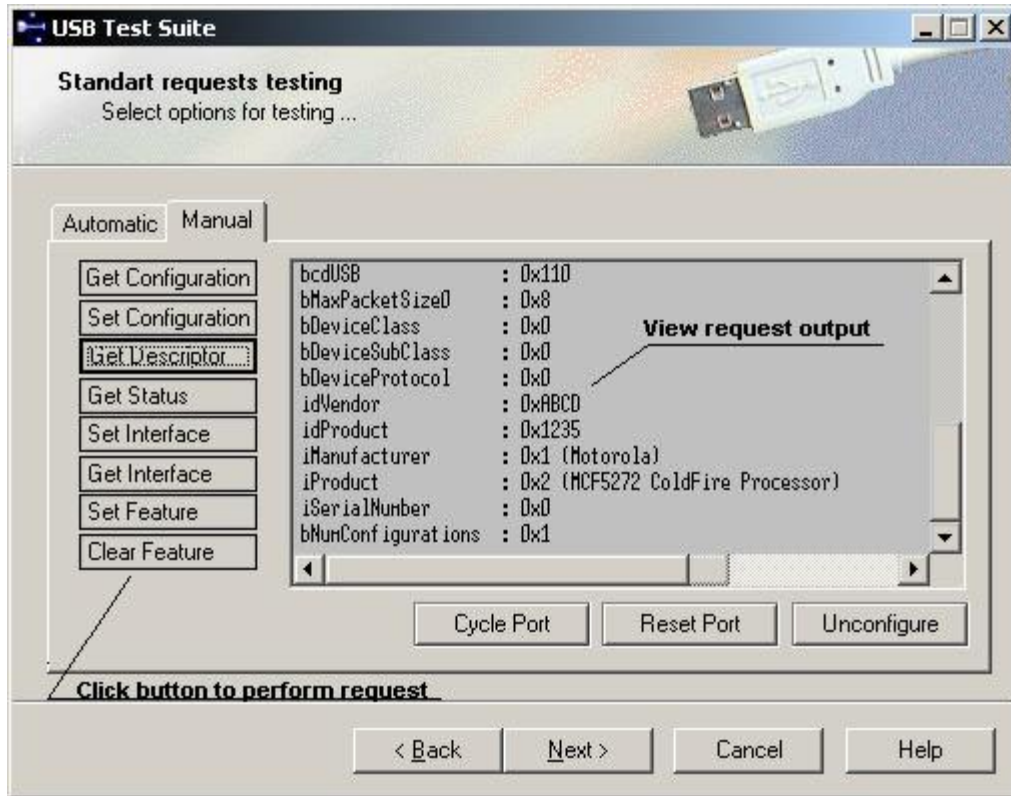 USB Test Suite
Standart requests testing
Select options for testing ...
Automatic
Manual
Get Configuration
Set Configuration
Get Descriptor...
Get Status
Set Interface
Get Interface
Set Feature
Clear Feature
bcdUSB : 0x110
bMaxPacketSize0 : 0x8
bDeviceClass : 0x0
bDeviceSubClass : 0x0
bDeviceProtocol : 0x0
idVendor : 0xABCD
idProduct : 0x1235
iManufacturer : 0x1 (Motorola)
iProduct : 0x2 (MCF5272 ColdFire Processor)
iSerialNumber : 0x0
bNumConfigurations : 0x1
View request output
Cycle Port
Reset Port
Unconfigure
Click button to perform request
< Back
Next >
Cancel
Help